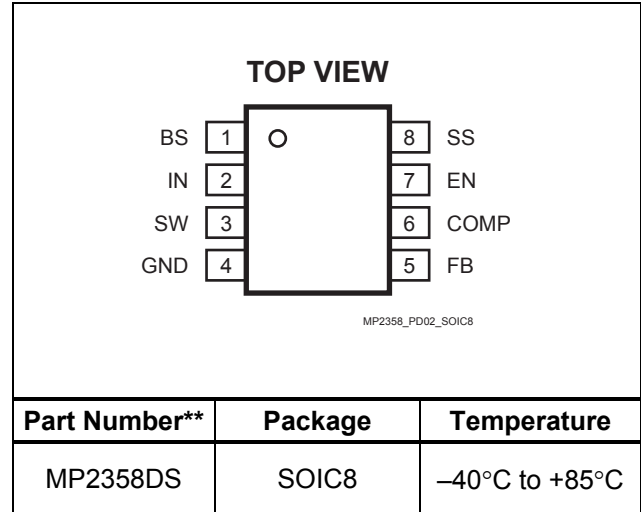 TOP VIEW
BS 1 8 SS
IN 2 7 EN
SW 3 6 COMP
GND 4 5 FB
MP2358_PD02_SOIC8
Part Number** Package Temperature
MP2358DS SOIC8 –40°C to +85°C